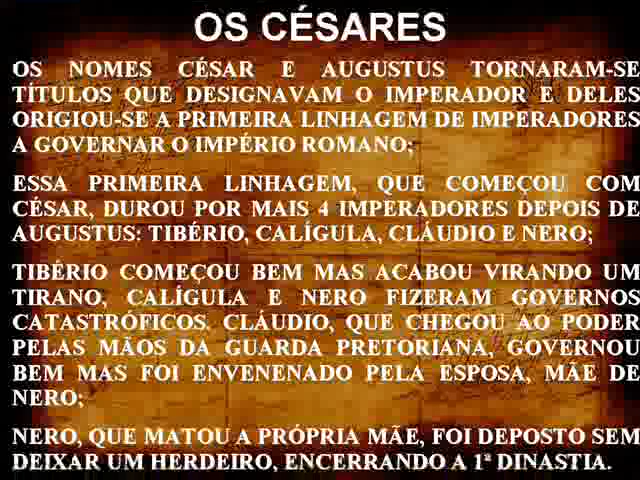 OS CÉSARES
OS NOMES CÉSAR E AUGUSTUS TORNARAM-SE
TÍTULOS QUE DESIGNAVAM O IMPERADOR E DELES
ORIGIOU-SE A PRIMEIRA LINHAGEM DE IMPERADORES
A GOVERNAR O IMPÉRIO ROMANO;
ESSA PRIMEIRA LINHAGEM, QUE COMEÇOU COM
CÉSAR, DUROU POR MAIS 4 IMPERADORES DEPOIS DE
AUGUSTUS: TIBÉRIO, CALÍGULA, CLÁUDIO E NERO;
TIBÉRIO COMEÇOU BEM MAS ACABOU VIRANDO UM
TIRANO, CALÍGULA E NERO FIZERAM GOVERNOS
CATASTRÓFICOS. CLÁUDIO, QUE CHEGOU AO PODER
PELAS MÃOS DA GUARDA PRETORIANA, GOVERNOU
BEM MAS FOI ENVENENADO PELA ESPOSA, MÃE DE
NERO;
NERO, QUE MATOU A PRÓPRIA MÃE, FOI DEPOSTO SEM
DEIXAR UM HERDEIRO, ENCERRANDO A 1ª DINASTIA.